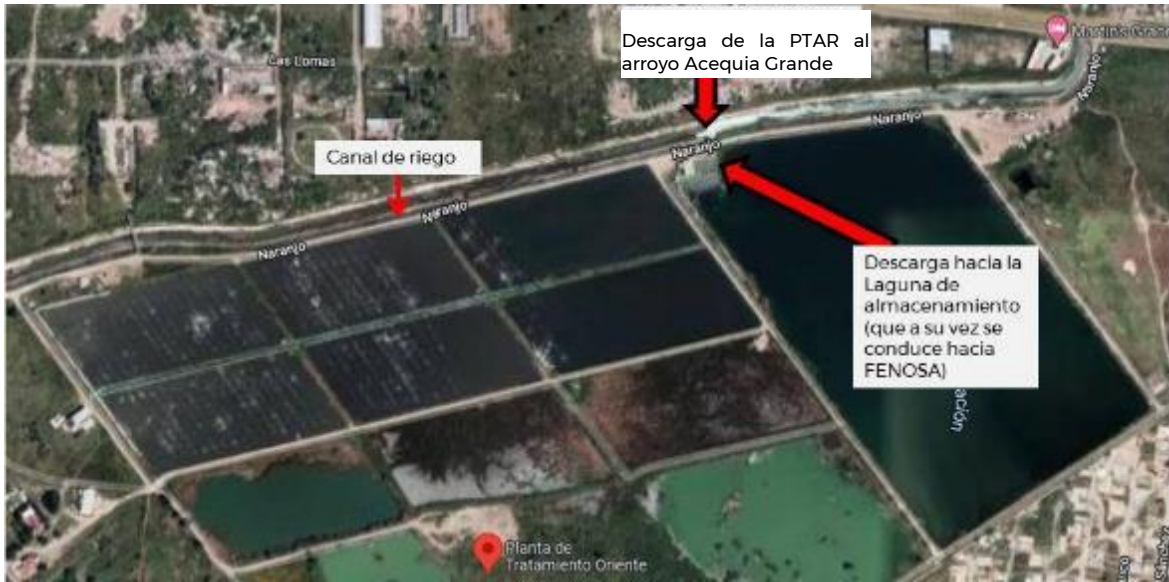 Descarga de la PTAR al
arroyo Acequia Grande
Las Lomas
Canal de riego
Naranjo
Naranjo
Naranjo
Naranjo
Naranjo
Descarga hacia la
Laguna de
almacenamiento
(que a su vez se
conduce hacia
FENOSA)
ación
Planta de
Tratamiento Oriente